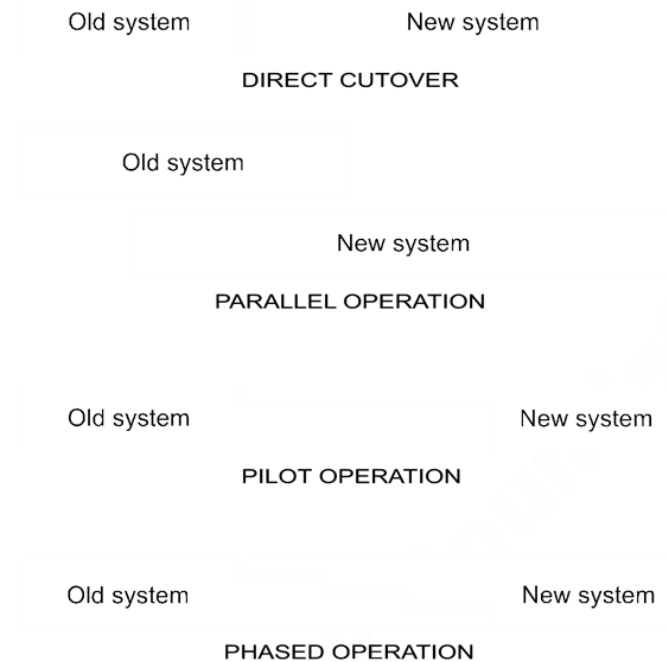 Old system New system
DIRECT CUTOVER
Old system
New system
PARALLEL OPERATION
Old system New system
PILOT OPERATION
Old system New system
PHASED OPERATION